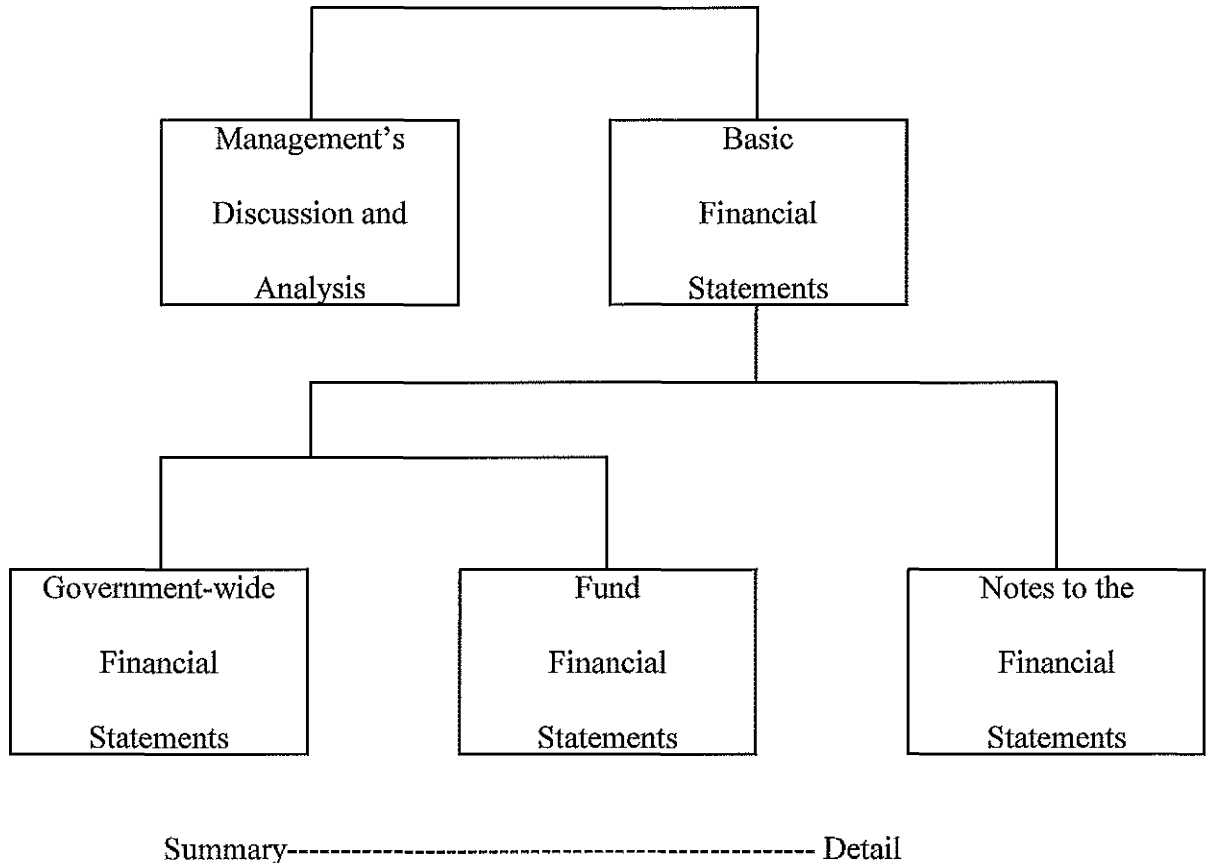 Management’s
Discussion and
Analysis
Basic
Financial
Statements
Government-wide
Financial
Statements
Fund
Financial
Statements
Notes to the
Financial
Statements
Summary------------------------------------------------ Detail